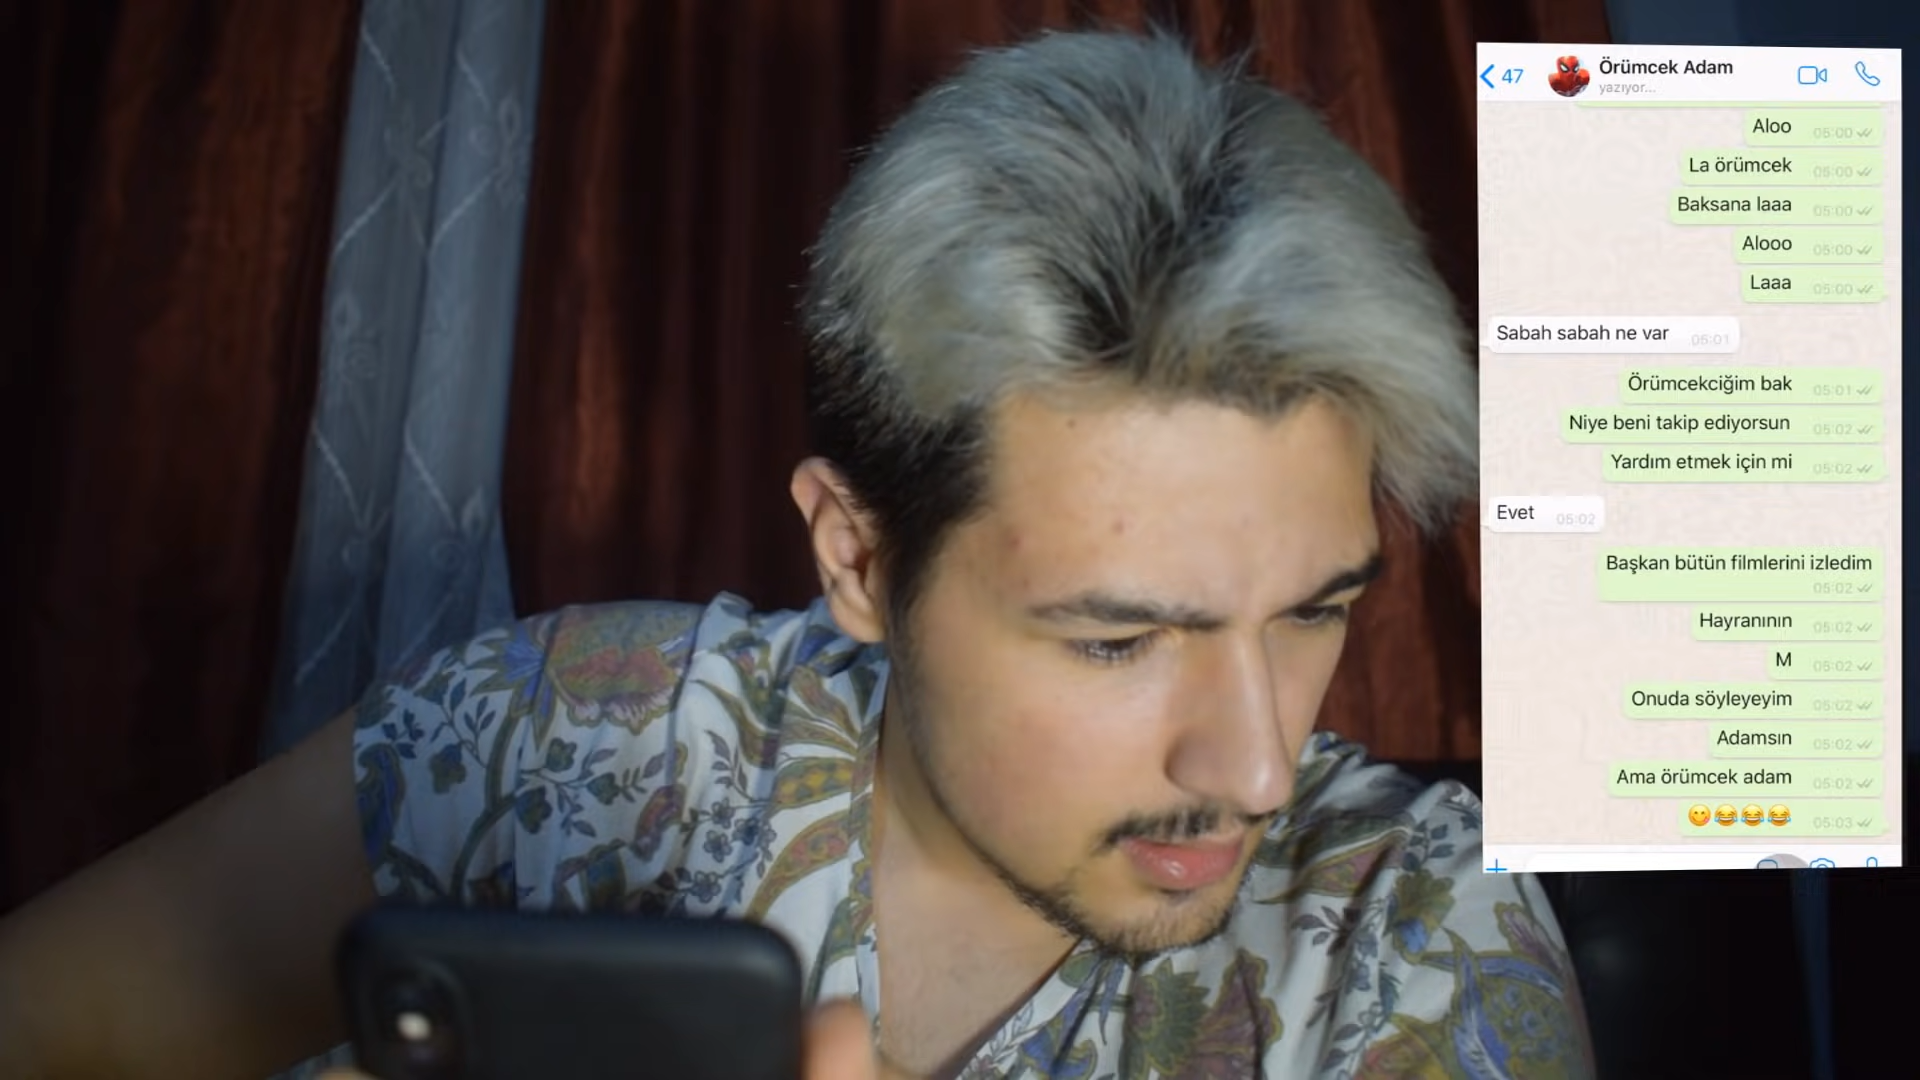 47
Örümcek Adam
yazıyor...
Aloo 05:00
La örümcek 05:00
Baksana laaa 05:00
Alooo 05:00
Laaa 05:00
Sabah sabah ne var 05:01
Örümcekciğim bak 05:01
Niye beni takip ediyorsun 05:02
Yardım etmek için mi 05:02
Evet 05:02
Başkan bütün filmlerini izledim
05:02
Hayranının 05:02
M 05:02
Onuda söyleyeyim 05:02
Adamsın 05:02
Ama örümcek adam 05:02
😋😂😂😂 05:03